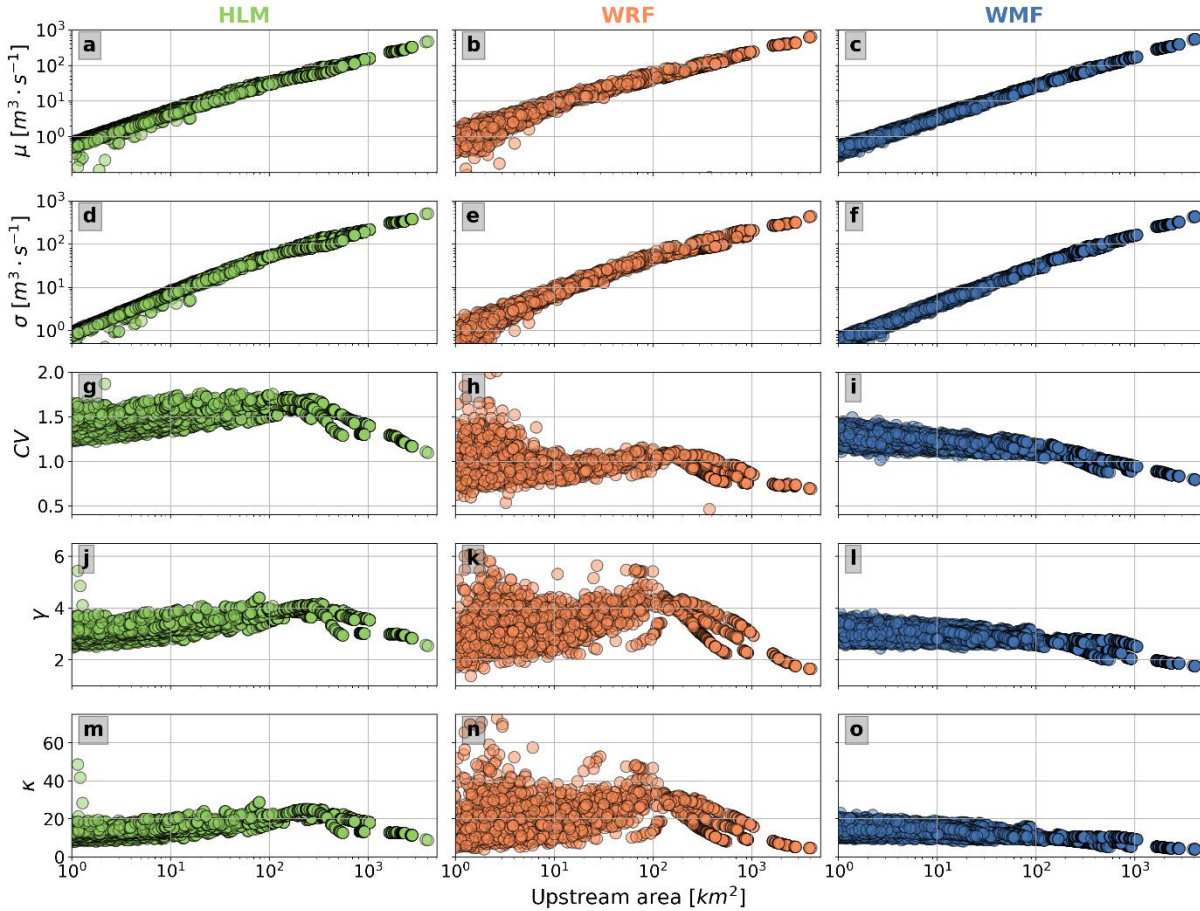 HLM WRF WMF
a b c
μ [m³ · s⁻¹]
10³
10²
10¹
10⁰
d e f
σ [m³ · s⁻¹]
10³
10²
10¹
10⁰
g h i
CV
2.0
1.5
1.0
0.5
j k l
γ
6
4
2
m n o
κ
60
40
20
0
10⁰ 10¹ 10² 10³ 10⁰ 10¹ 10² 10³ 10⁰ 10¹ 10² 10³
Upstream area [km²]